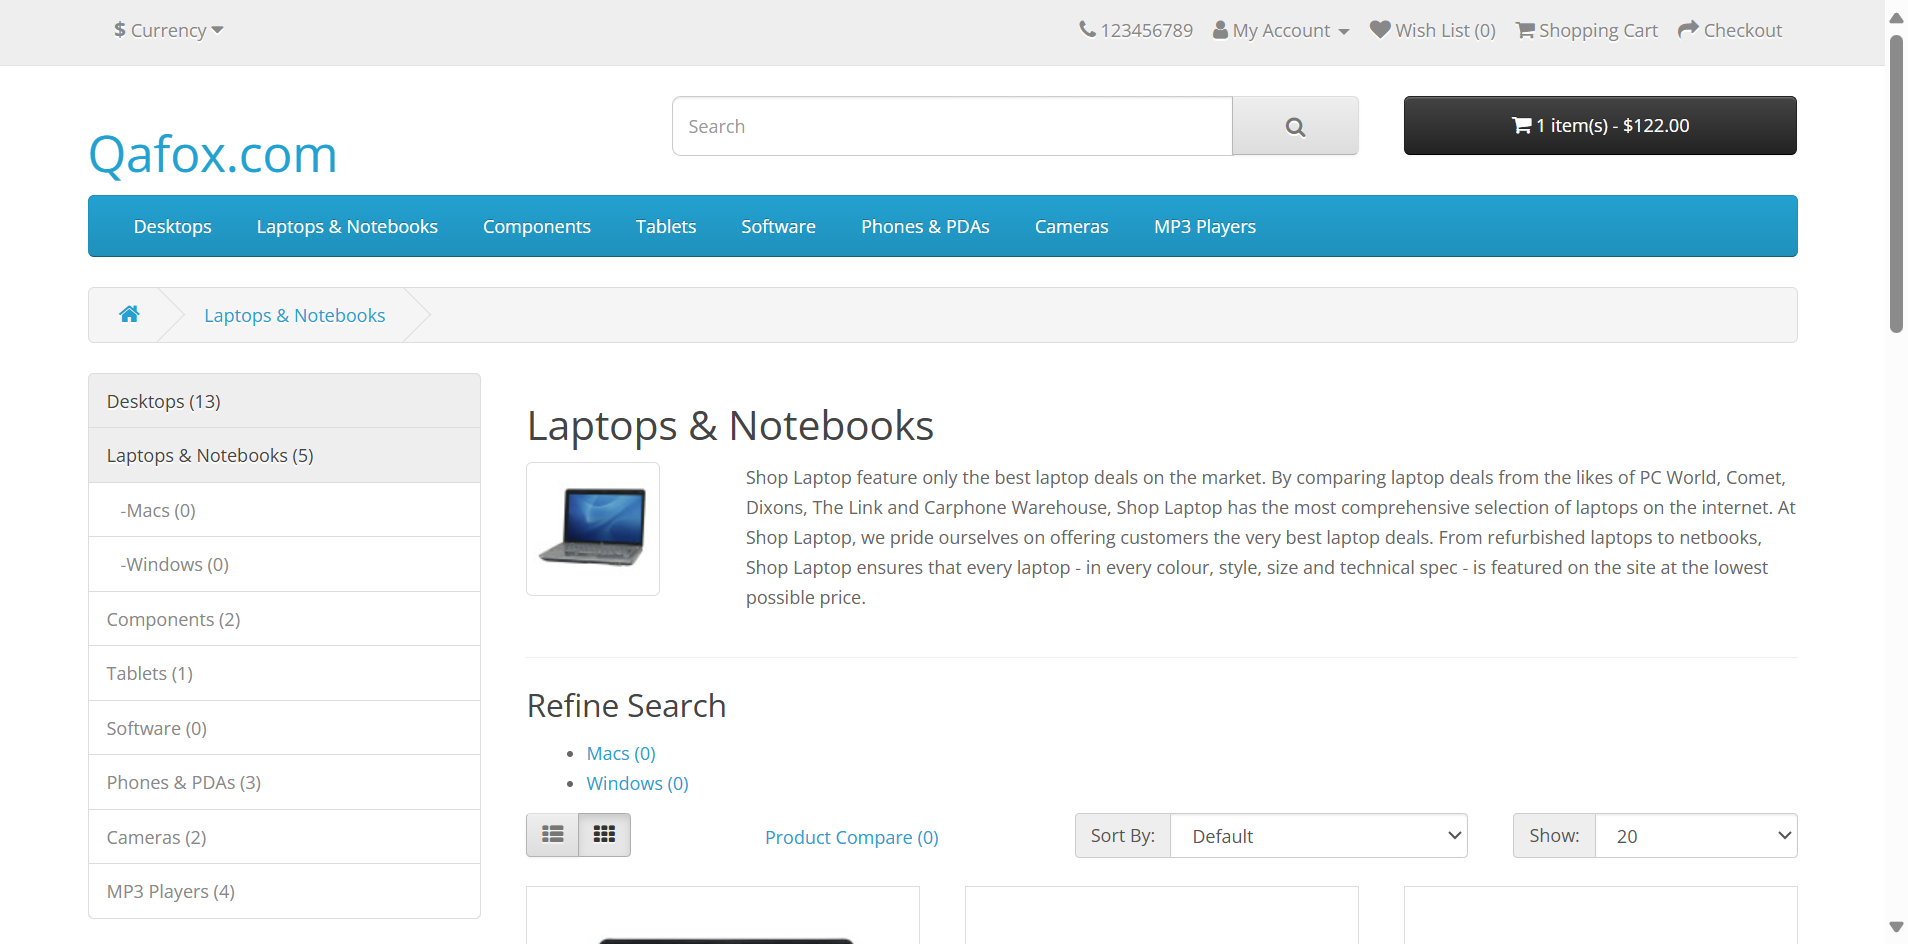 $ Currency
123456789 My Account Wish List (0) Shopping Cart Checkout
Qafox.com
Search
1 item(s) - $122.00
Desktops Laptops & Notebooks Components Tablets Software Phones & PDAs Cameras MP3 Players
Laptops & Notebooks
Desktops (13)
Laptops & Notebooks (5)
-Macs (0)
-Windows (0)
Components (2)
Tablets (1)
Software (0)
Phones & PDAs (3)
Cameras (2)
MP3 Players (4)
Laptops & Notebooks
Shop Laptop feature only the best laptop deals on the market. By comparing laptop deals from the likes of PC World, Comet,
Dixons, The Link and Carphone Warehouse, Shop Laptop has the most comprehensive selection of laptops on the internet. At
Shop Laptop, we pride ourselves on offering customers the very best laptop deals. From refurbished laptops to netbooks,
Shop Laptop ensures that every laptop - in every colour, style, size and technical spec - is featured on the site at the lowest
possible price.
Refine Search
Macs (0)
Windows (0)
Product Compare (0)
Sort By: Default
Show: 20